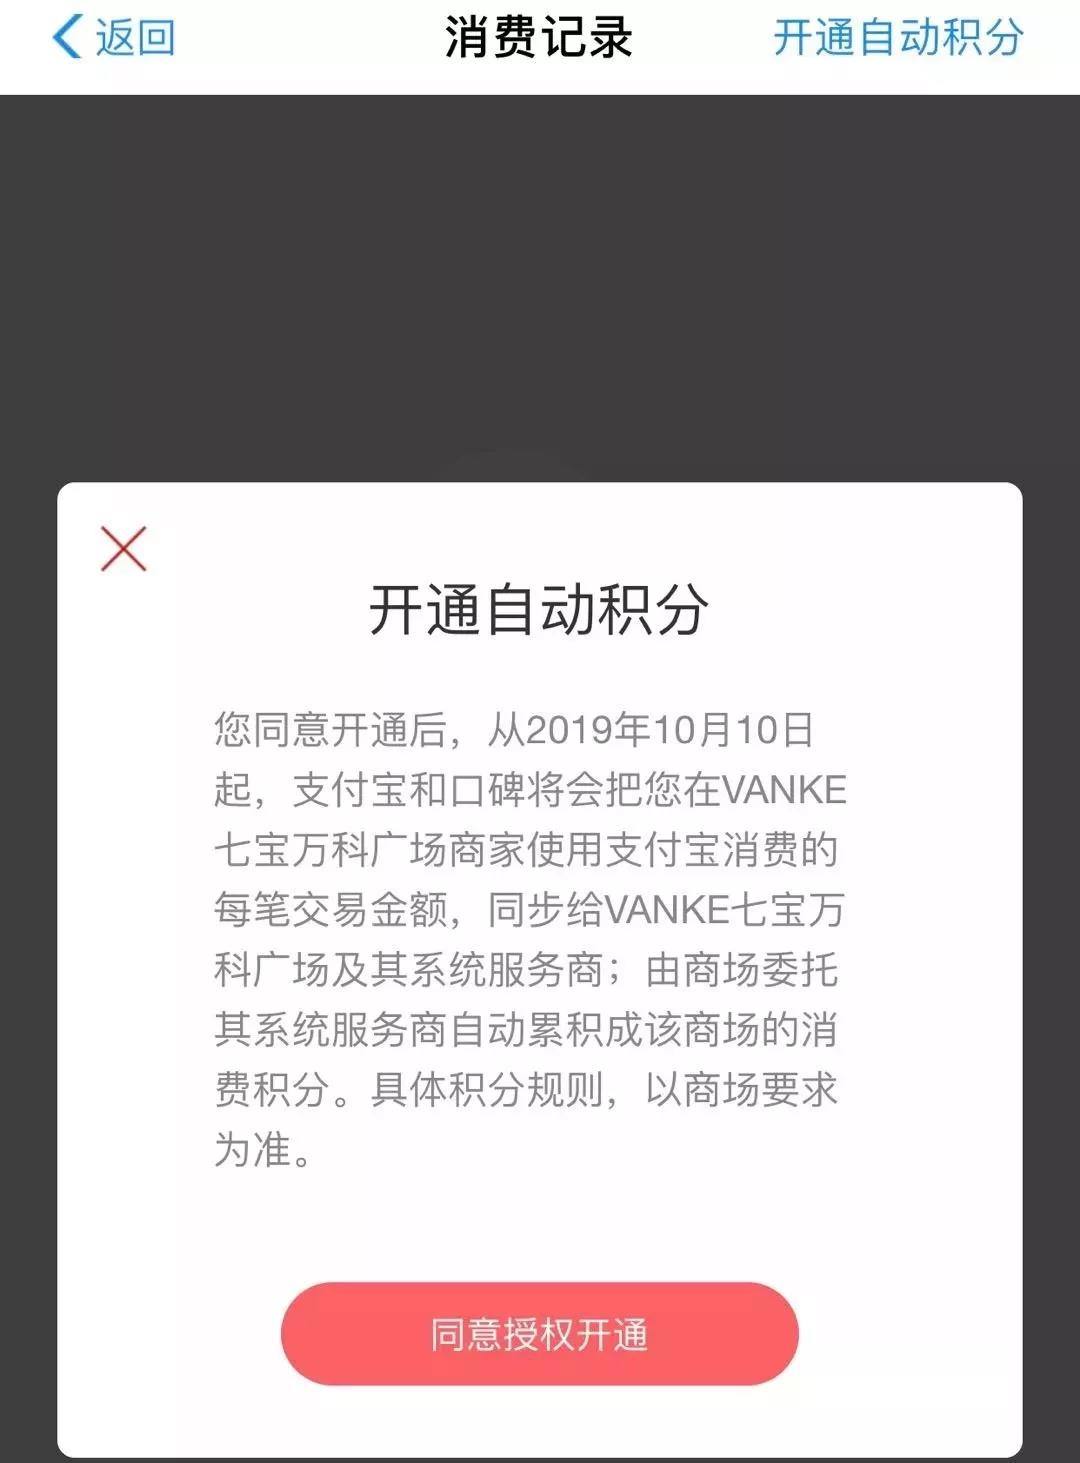 返回
消费记录
开通自动积分
开通自动积分
您同意开通后，从2019年10月10日
起，支付宝和口碑将会把您在VANKE
七宝万科广场商家使用支付宝消费的
每笔交易金额，同步给VANKE七宝万
科广场及其系统服务商；由商场委托
其系统服务商自动累积成该商场的消
费积分。具体积分规则，以商场要求
为准。
同意授权开通